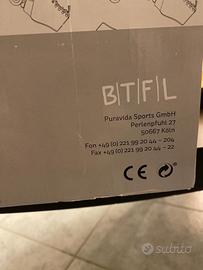 B|T|F|L
Puravida Sports GmbH
Perlenpfuhl 27
50667 Köln
Fon +49 (0) 221 99 20 44 – 204
Fax +49 (0) 221 99 20 44 – 22
CE
subito